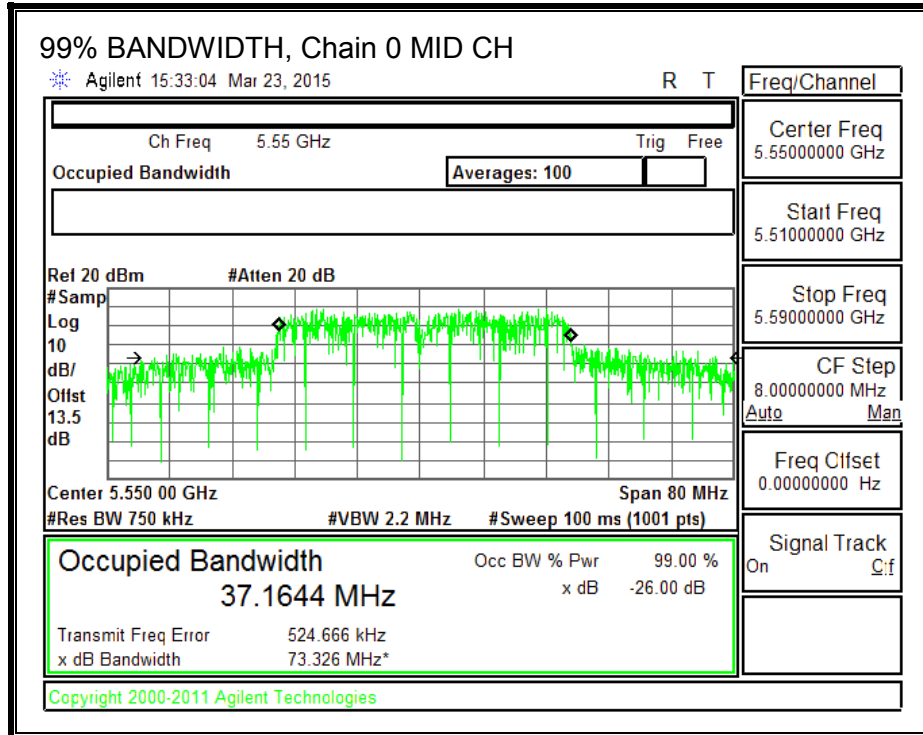 99% BANDWIDTH, Chain 0 MID CH
Agilent 15:33:04 Mar 23, 2015 R T
Freq/Channel
Ch Freq 5.55 GHz Trig Free
Occupied Bandwidth Averages: 100
Center Freq
5.55000000 GHz
Start Freq
5.51000000 GHz
Stop Freq
5.59000000 GHz
CF Step
8.00000000 MHz
Auto Man
Freq Offset
0.00000000 Hz
Signal Track
On Off
Ref 20 dBm #Atten 20 dB
#Samp
Log
10
dB/
Offst
13.5
dB
Center 5.550 00 GHz Span 80 MHz
#Res BW 750 kHz #VBW 2.2 MHz #Sweep 100 ms (1001 pts)
Occupied Bandwidth
37.1644 MHz
Occ BW % Pwr 99.00 %
x dB -26.00 dB
Transmit Freq Error 524.666 kHz
x dB Bandwidth 73.326 MHz*
Copyright 2000-2011 Agilent Technologies